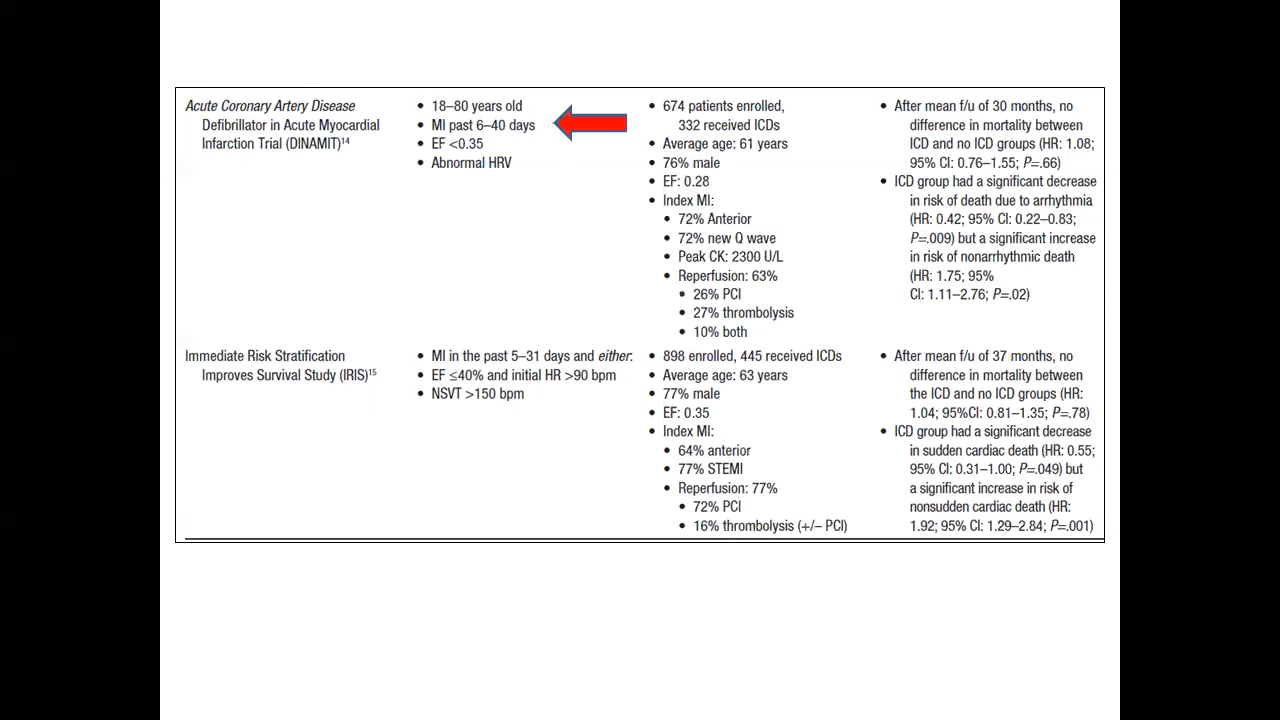 Acute Coronary Artery Disease
Defibrillator in Acute Myocardial
Infarction Trial (DINAMIT)14
• 18–80 years old
• MI past 6–40 days
• EF <0.35
• Abnormal HRV
• 674 patients enrolled,
332 received ICDs
• Average age: 61 years
• 76% male
• EF: 0.28
• Index MI:
• 72% Anterior
• 72% new Q wave
• Peak CK: 2300 U/L
• Reperfusion: 63%
• 26% PCI
• 27% thrombolysis
• 10% both
• After mean f/u of 30 months, no
difference in mortality between
ICD and no ICD groups (HR: 1.08;
95% CI: 0.76–1.55; P=.66)
• ICD group had a significant decrease
in risk of death due to arrhythmia
(HR: 0.42; 95% CI: 0.22–0.83;
P=.009) but a significant increase
in risk of nonarrhythmic death
(HR: 1.75; 95%
CI: 1.11–2.76; P=.02)
Immediate Risk Stratification
Improves Survival Study (IRIS)15
• MI in the past 5–31 days and either:
• EF ≤40% and initial HR >90 bpm
• NSVT >150 bpm
• 898 enrolled, 445 received ICDs
• Average age: 63 years
• 77% male
• EF: 0.35
• Index MI:
• 64% anterior
• 77% STEMI
• Reperfusion: 77%
• 72% PCI
• 16% thrombolysis (+/– PCI)
• After mean f/u of 37 months, no
difference in mortality between
the ICD and no ICD groups (HR:
1.04; 95%CI: 0.81–1.35; P=.78)
• ICD group had a significant decrease
in sudden cardiac death (HR: 0.55;
95% CI: 0.31–1.00; P=.049) but
a significant increase in risk of
nonsudden cardiac death (HR:
1.92; 95% CI: 1.29–2.84; P=.001)